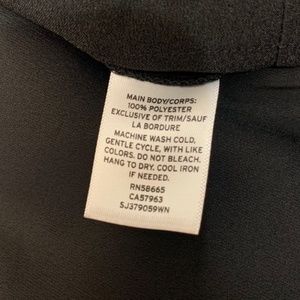 MAIN BODY/CORPS:
100% POLYESTER
EXCLUSIVE OF TRIM/SAUF
LA BORDURE
MACHINE WASH COLD,
GENTLE CYCLE, WITH LIKE
COLORS. DO NOT BLEACH.
HANG TO DRY. COOL IRON
IF NEEDED.
RN58665
CA57963
SJ379059WN